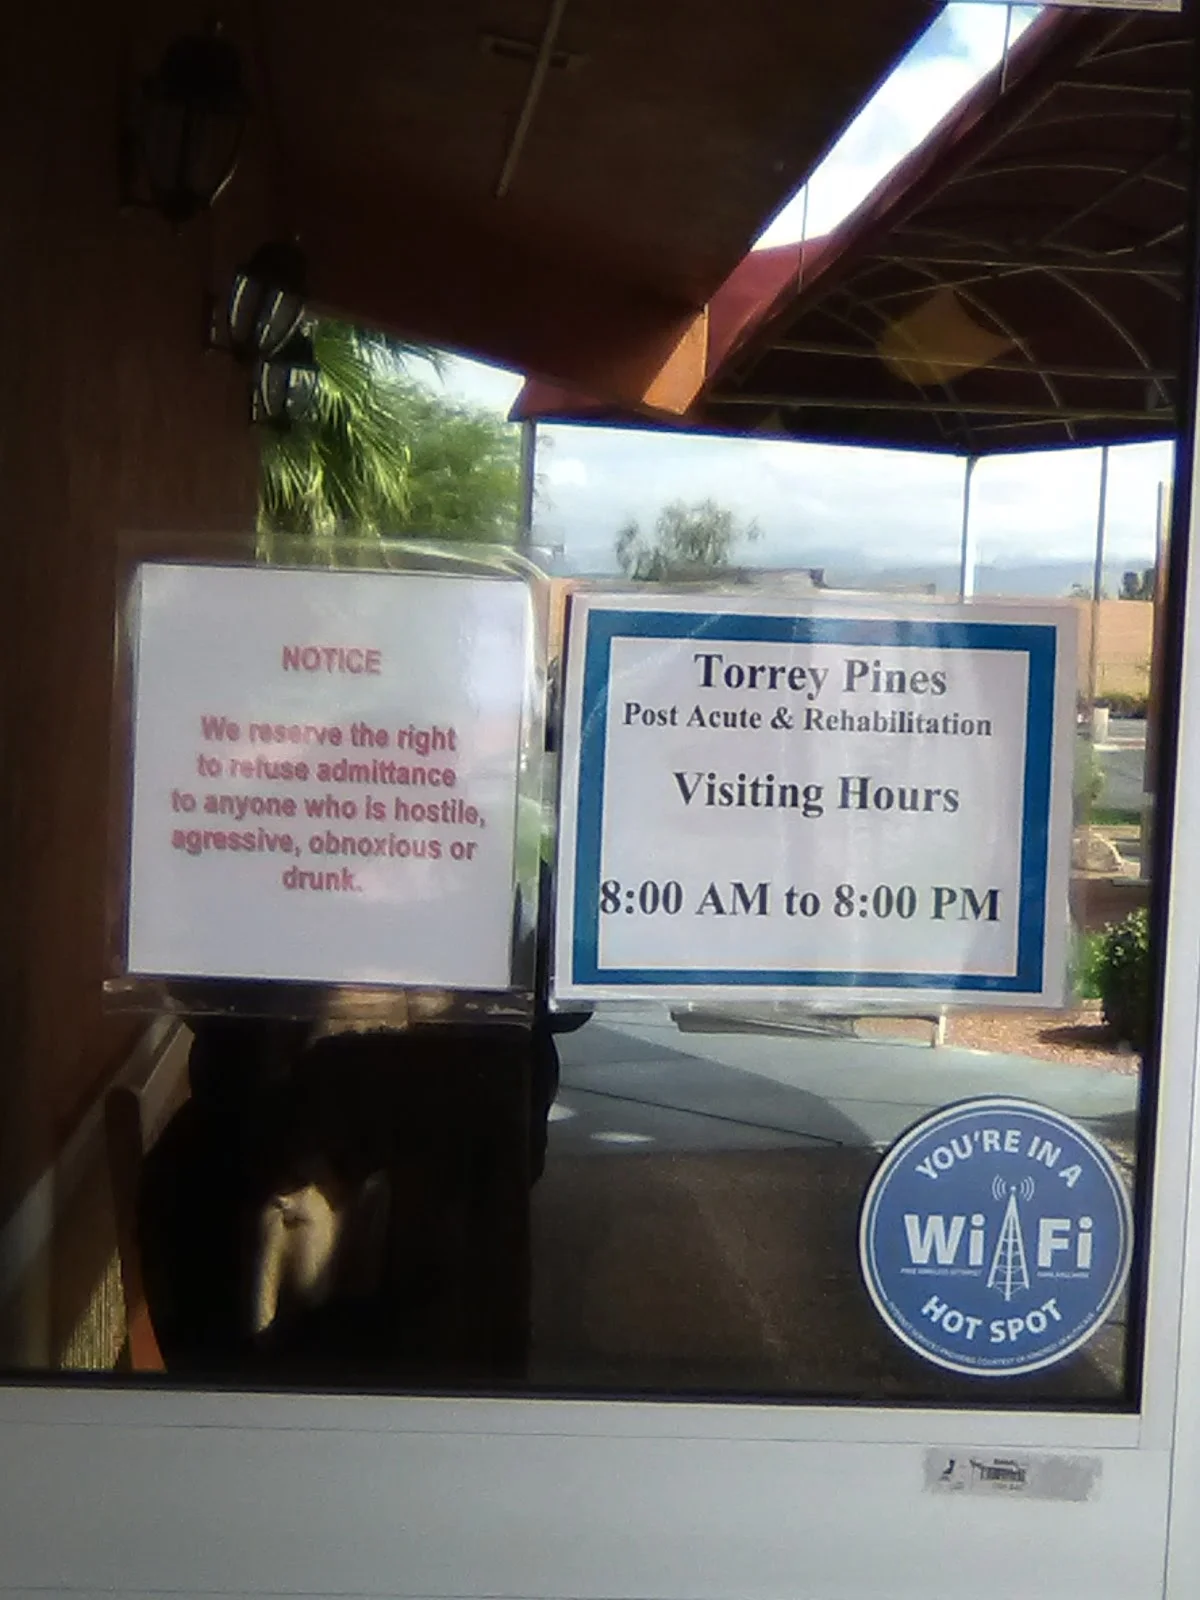 NOTICE
We reserve the right
to refuse admittance
to anyone who is hostile,
agressive, obnoxious or
drunk.
Torrey Pines
Post Acute & Rehabilitation
Visiting Hours
8:00 AM to 8:00 PM
YOU'RE IN A
WiFi
HOT SPOT